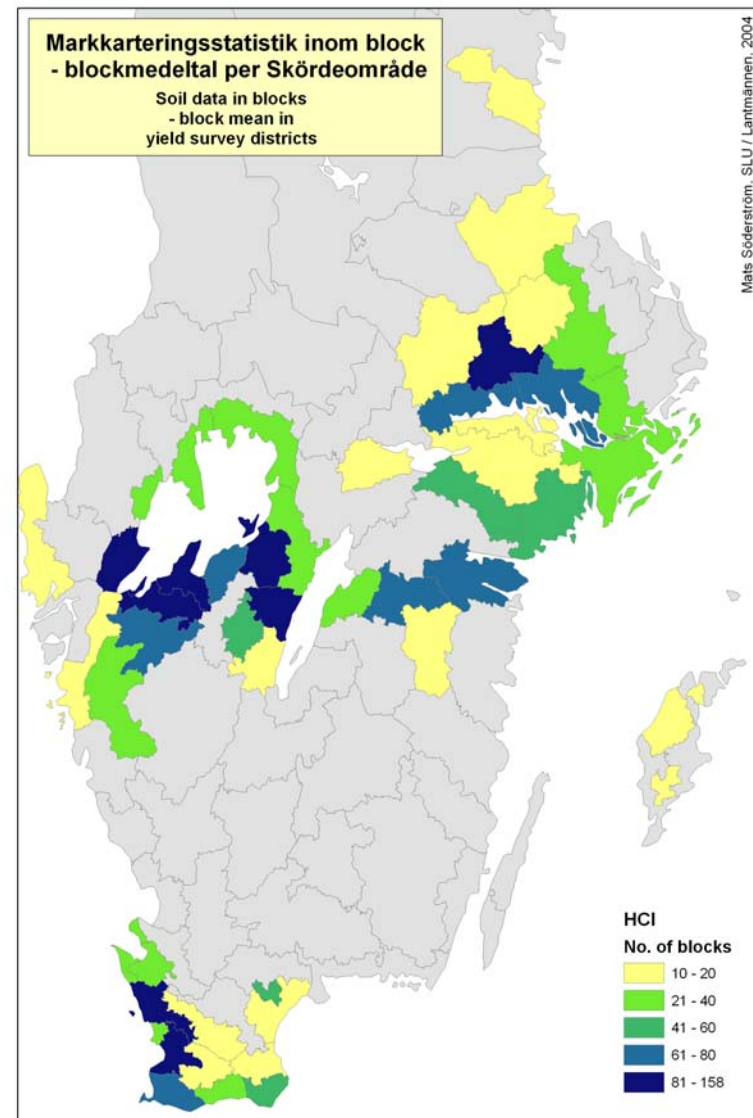 Markkarteringsstatistik inom block
- blockmedeltal per Skördeområde
Soil data in blocks
- block mean in
yield survey districts
Mats Söderström, SLU / Lantmännen, 2004
HCl
No. of blocks
10 - 20
21 - 40
41 - 60
61 - 80
81 - 158